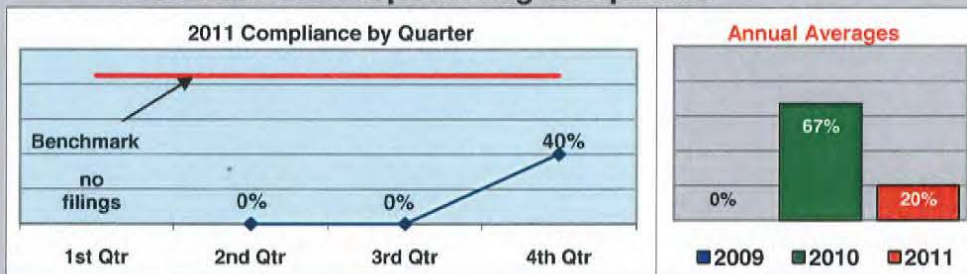 2011 Compliance by Quarter
Benchmark
no
filings
0%
0%
40%
1st Qtr
2nd Qtr
3rd Qtr
4th Qtr
Annual Averages
0%
67%
20%
2009
2010
2011